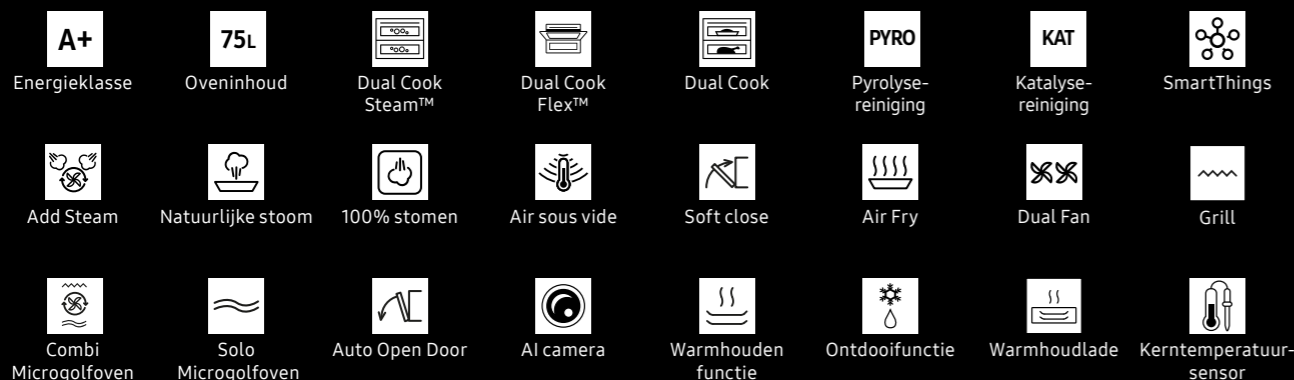 A+
Energieklasse
75L
Oveninhoud
Dual Cook
Steam™
Dual Cook
Flex™
Dual Cook
PYRO
Pyrolyse-
reiniging
KAT
Katalyse-
reiniging
SmartThings
Add Steam
Natuurlijke stoom
100% stomen
Air sous vide
Soft close
Air Fry
Dual Fan
Grill
Combi
Microgolfoven
Solo
Microgolfoven
Auto Open Door
AI camera
Warmhouden
functie
Ontdooifunctie
Warmhoudlade
Kerntemperatuur-
sensor